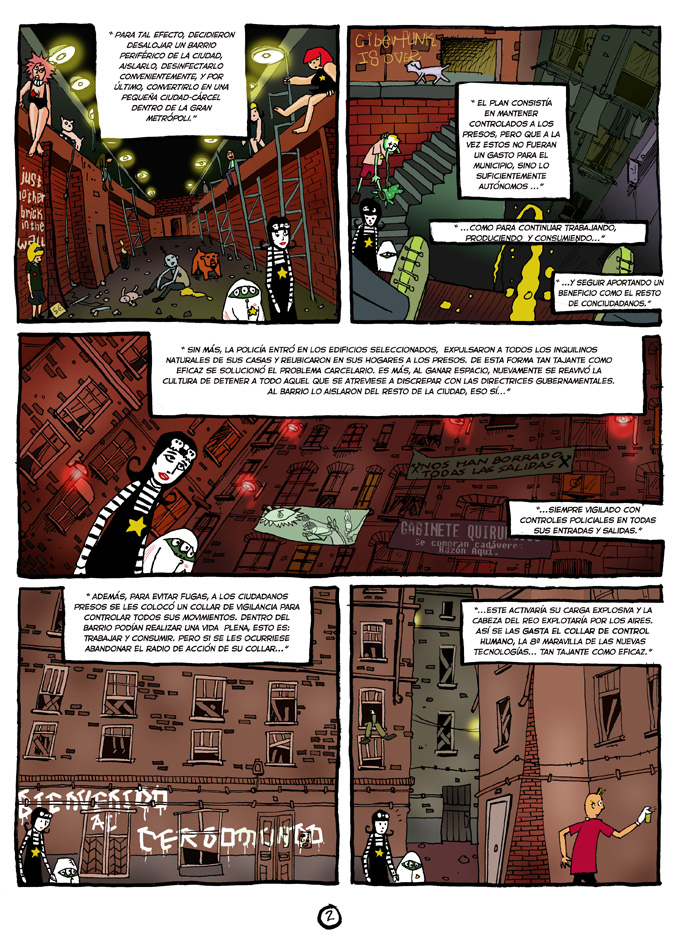 " PARA TAL EFECTO, DECIDIERON
DESALOJAR UN BARRIO
PERIFÉRICO DE LA CIUDAD,
AISLARLO, DESINFECTARLO
CONVENIENTEMENTE, Y POR
ÚLTIMO, CONVERTIRLO EN UNA
PEQUEÑA CIUDAD-CÁRCEL
DENTRO DE LA GRAN
METRÓPOLI."
just
nother
brick
in the
wall
Ciberfunk
IS OVER
" EL PLAN CONSISTÍA
EN MANTENER
CONTROLADOS A LOS
PRESOS, PERO QUE A
LA VEZ ESTOS NO FUERAN
UN GASTO PARA EL
MUNICIPIO, SINO LO
SUFICIENTEMENTE
AUTÓNOMOS ..."
" ...COMO PARA CONTINUAR TRABAJANDO,
PRODUCIENDO Y CONSUMIENDO..."
" ...Y SEGUIR APORTANDO UN
BENEFICIO COMO EL RESTO
DE CONCIUDADANOS."
" SIN MÁS, LA POLICÍA ENTRÓ EN LOS EDIFICIOS SELECCIONADOS, EXPULSARON A TODOS LOS INQUILINOS
NATURALES DE SUS CASAS Y REUBICARON EN SUS HOGARES A LOS PRESOS. DE ESTA FORMA TAN TAJANTE COMO
EFICAZ SE SOLUCIONÓ EL PROBLEMA CARCELARIO. ES MÁS, AL GANAR ESPACIO, NUEVAMENTE SE REAVIVÓ LA
CULTURA DE DETENER A TODO AQUEL QUE SE ATREVIESE A DISCREPAR CON LAS DIRECTRICES GUBERNAMENTALES.
AL BARRIO LO AISLARON DEL RESTO DE LA CIUDAD, ESO SÍ..."
NOS HAN BORRADO
TODAS LAS SALIDAS
GABINETE QUIRU
Se compran cadáveres
Razón Aquí.
"...SIEMPRE VIGILADO CON
CONTROLES POLICIALES EN TODAS
SUS ENTRADAS Y SALIDAS."
" ADEMÁS, PARA EVITAR FUGAS, A LOS CIUDADANOS
PRESOS SE LES COLOCÓ UN COLLAR DE VIGILANCIA PARA
CONTROLAR TODOS SUS MOVIMIENTOS. DENTRO DEL
BARRIO PODÍAN REALIZAR UNA VIDA PLENA, ESTO ES:
TRABAJAR Y CONSUMIR. PERO SI SE LES OCURRIESE
ABANDONAR EL RADIO DE ACCIÓN DE SU COLLAR..."
BIENVENIDO
AL
CERDOMUNDO
"...ESTE ACTIVARÍA SU CARGA EXPLOSIVA Y LA
CABEZA DEL REO EXPLOTARÍA POR LOS AIRES.
ASÍ SE LAS GASTA EL COLLAR DE CONTROL
HUMANO, LA 8ª MARAVILLA DE LAS NUEVAS
TECNOLOGÍAS... TAN TAJANTE COMO EFICAZ."
2